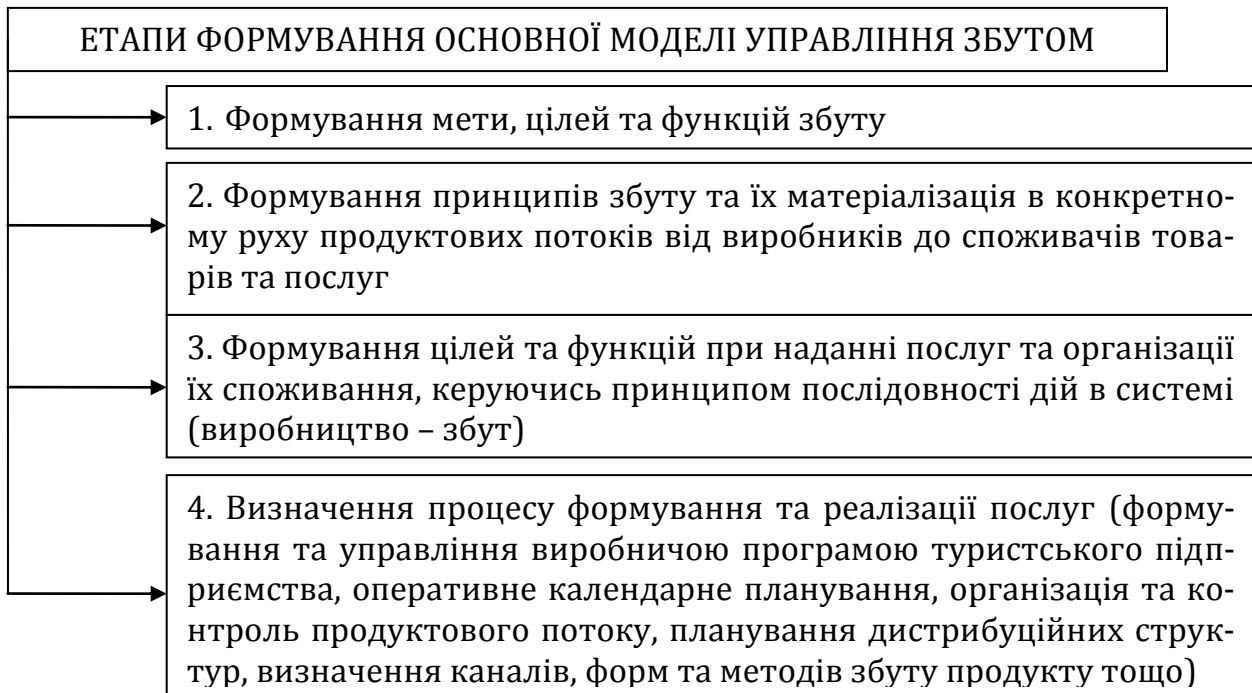 ЕТАПИ ФОРМУВАННЯ ОСНОВНОЇ МОДЕЛІ УПРАВЛІННЯ ЗБУТОМ
1. Формування мети, цілей та функцій збуту
2. Формування принципів збуту та їх матеріалізація в конкретно-
му руху продуктових потоків від виробників до споживачів това-
рів та послуг
3. Формування цілей та функцій при наданні послуг та організації
їх споживання, керуючись принципом послідовності дій в системі
(виробництво – збут)
4. Визначення процесу формування та реалізації послуг (форму-
вання та управління виробничою програмою туристського підп-
риємства, оперативне календарне планування, організація та ко-
нтроль продуктового потоку, планування дистрибуційних струк-
тур, визначення каналів, форм та методів збуту продукту тощо)